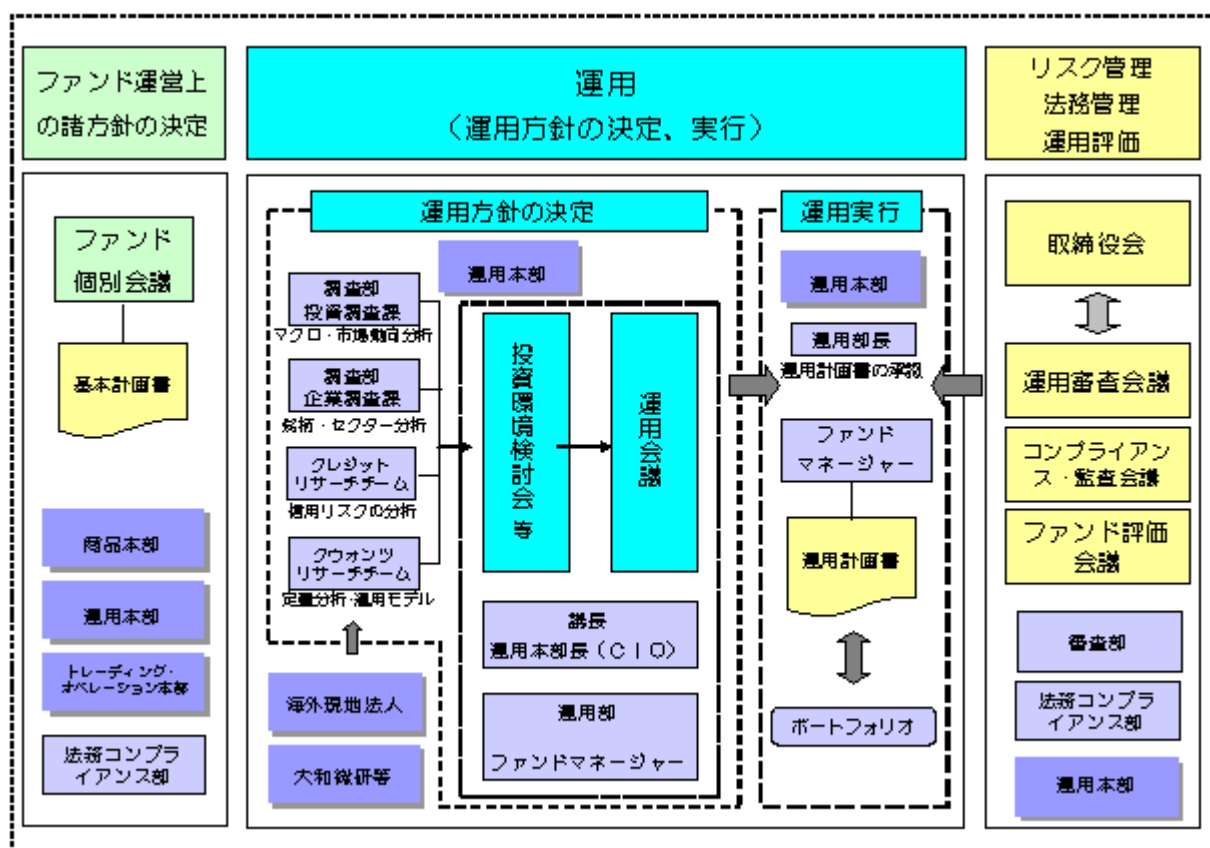 ファンド運営上
の諸方針の決定
運用
（運用方針の決定、実行）
リスク管理
法務管理
運用評価
ファンド
個別会議
基本計画書
商品本部
運用本部
トレーディング・
オペレーション本部
法務コンプラ
イアンス部
運用方針の決定
運用本部
調査部
投資調査課
マクロ・市場動向分析
調査部
企業調査課
銘柄・セクター分析
クレジット
リサーチチーム
信用リスクの分析
クウォンツ
リサーチチーム
定量分析・運用モデル
海外現地法人
大和総研等
投資環境検討会 等
運用会議
議長
運用本部長（ＣＩＯ）
運用部
ファンドマネージャー
運用実行
運用本部
運用部長
運用計画書の承認
ファンド
マネージャー
運用計画書
ポートフォリオ
取締役会
運用審査会議
コンプライアン
ス・監査会議
ファンド評価
会議
審査部
法務コンプラ
イアンス部
運用本部